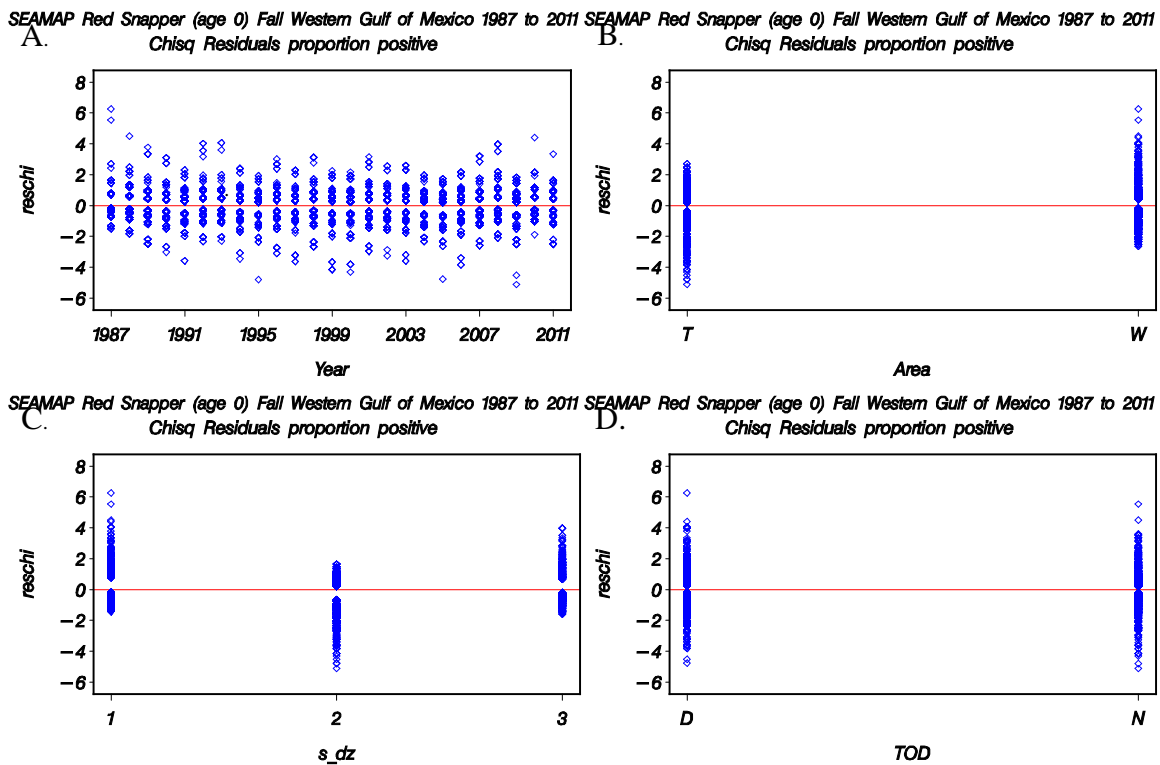 SEAMAP Red Snapper (age 0) Fall Western Gulf of Mexico 1987 to 2011
A.
Chisq Residuals proportion positive
8
6
4
2
0
−2
−4
−6
reschi
1987 1991 1995 1999 2003 2007 2011
Year
SEAMAP Red Snapper (age 0) Fall Western Gulf of Mexico 1987 to 2011
B.
Chisq Residuals proportion positive
8
6
4
2
0
−2
−4
−6
reschi
T W
Area
SEAMAP Red Snapper (age 0) Fall Western Gulf of Mexico 1987 to 2011
C.
Chisq Residuals proportion positive
8
6
4
2
0
−2
−4
−6
reschi
1 2 3
s_dz
SEAMAP Red Snapper (age 0) Fall Western Gulf of Mexico 1987 to 2011
D.
Chisq Residuals proportion positive
8
6
4
2
0
−2
−4
−6
reschi
D N
TOD